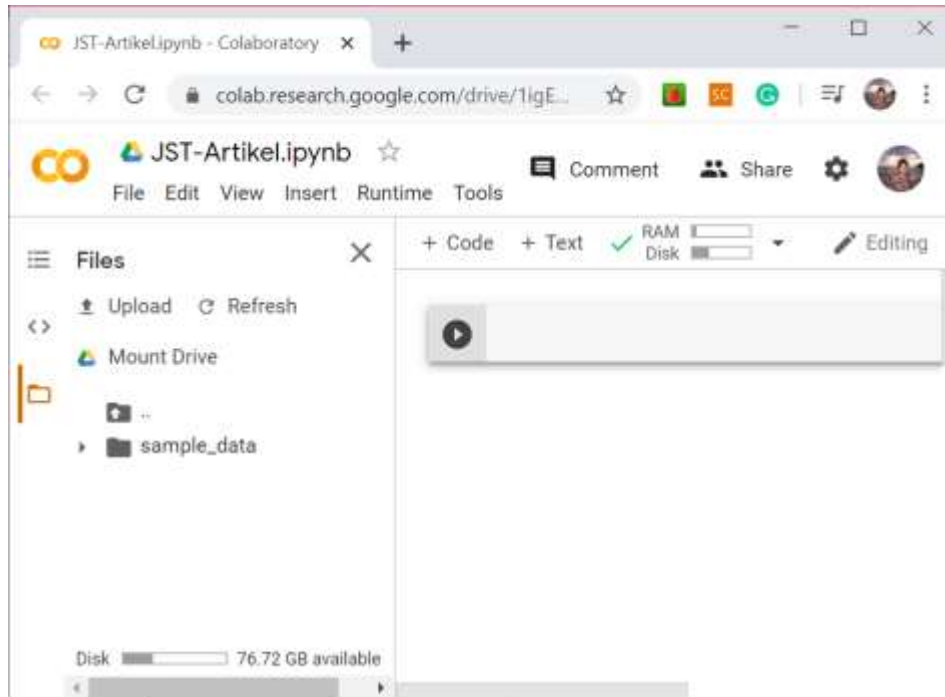 JST-Artikel.ipynb - Colaboratory
colab.research.google.com/drive/1igE...
SC
JST-Artikel.ipynb
Comment
Share
File Edit View Insert Runtime Tools
Files
+ Code + Text
RAM
Disk
Editing
Upload Refresh
Mount Drive
..
sample_data
Disk 76.72 GB available